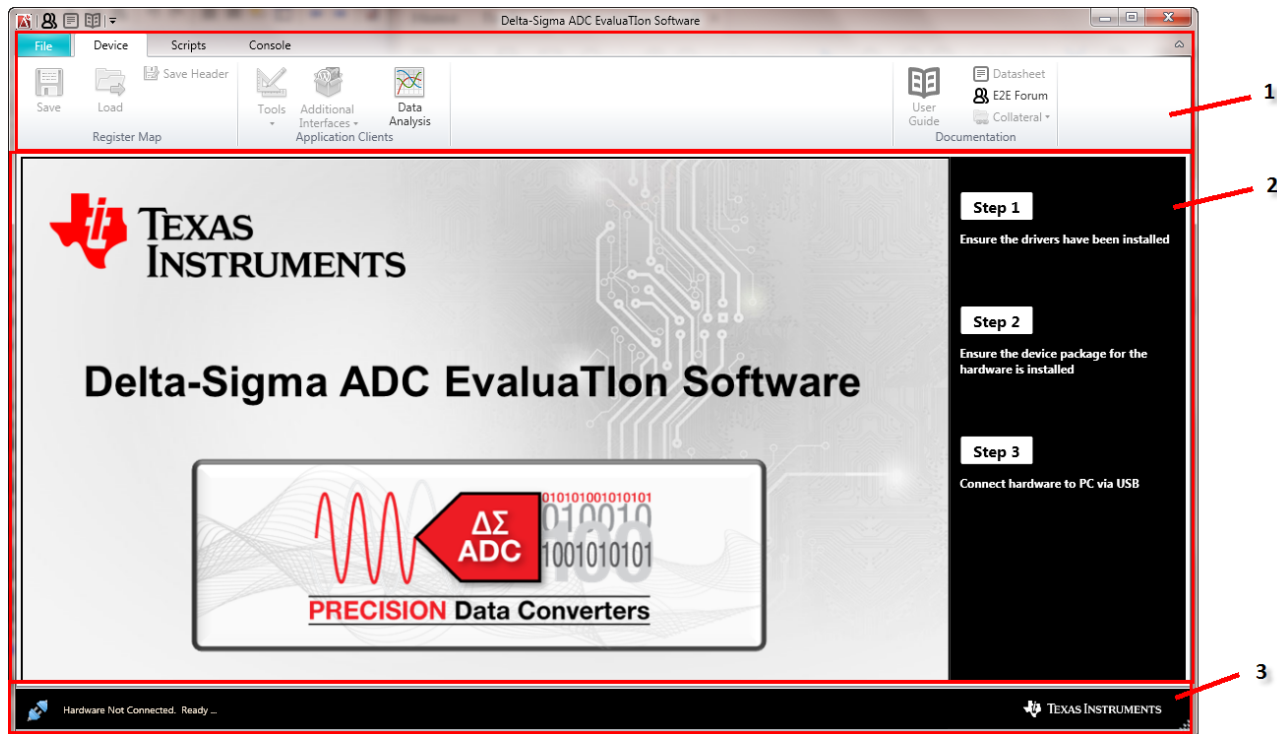 Delta-Sigma ADC EvaluaTIon Software
File
Device
Scripts
Console
Save
Load
Save Header
Register Map
Tools
Additional
Interfaces
Data
Analysis
Application Clients
User
Guide
Datasheet
E2E Forum
Collateral
Documentation
1
2
3
TEXAS
INSTRUMENTS
Delta-Sigma ADC EvaluaTIon Software
ΔΣ
ADC
010101001010101
010010
100
1001010101
PRECISION Data Converters
Step 1
Ensure the drivers have been installed
Step 2
Ensure the device package for the
hardware is installed
Step 3
Connect hardware to PC via USB
Hardware Not Connected. Ready ...
TEXAS INSTRUMENTS